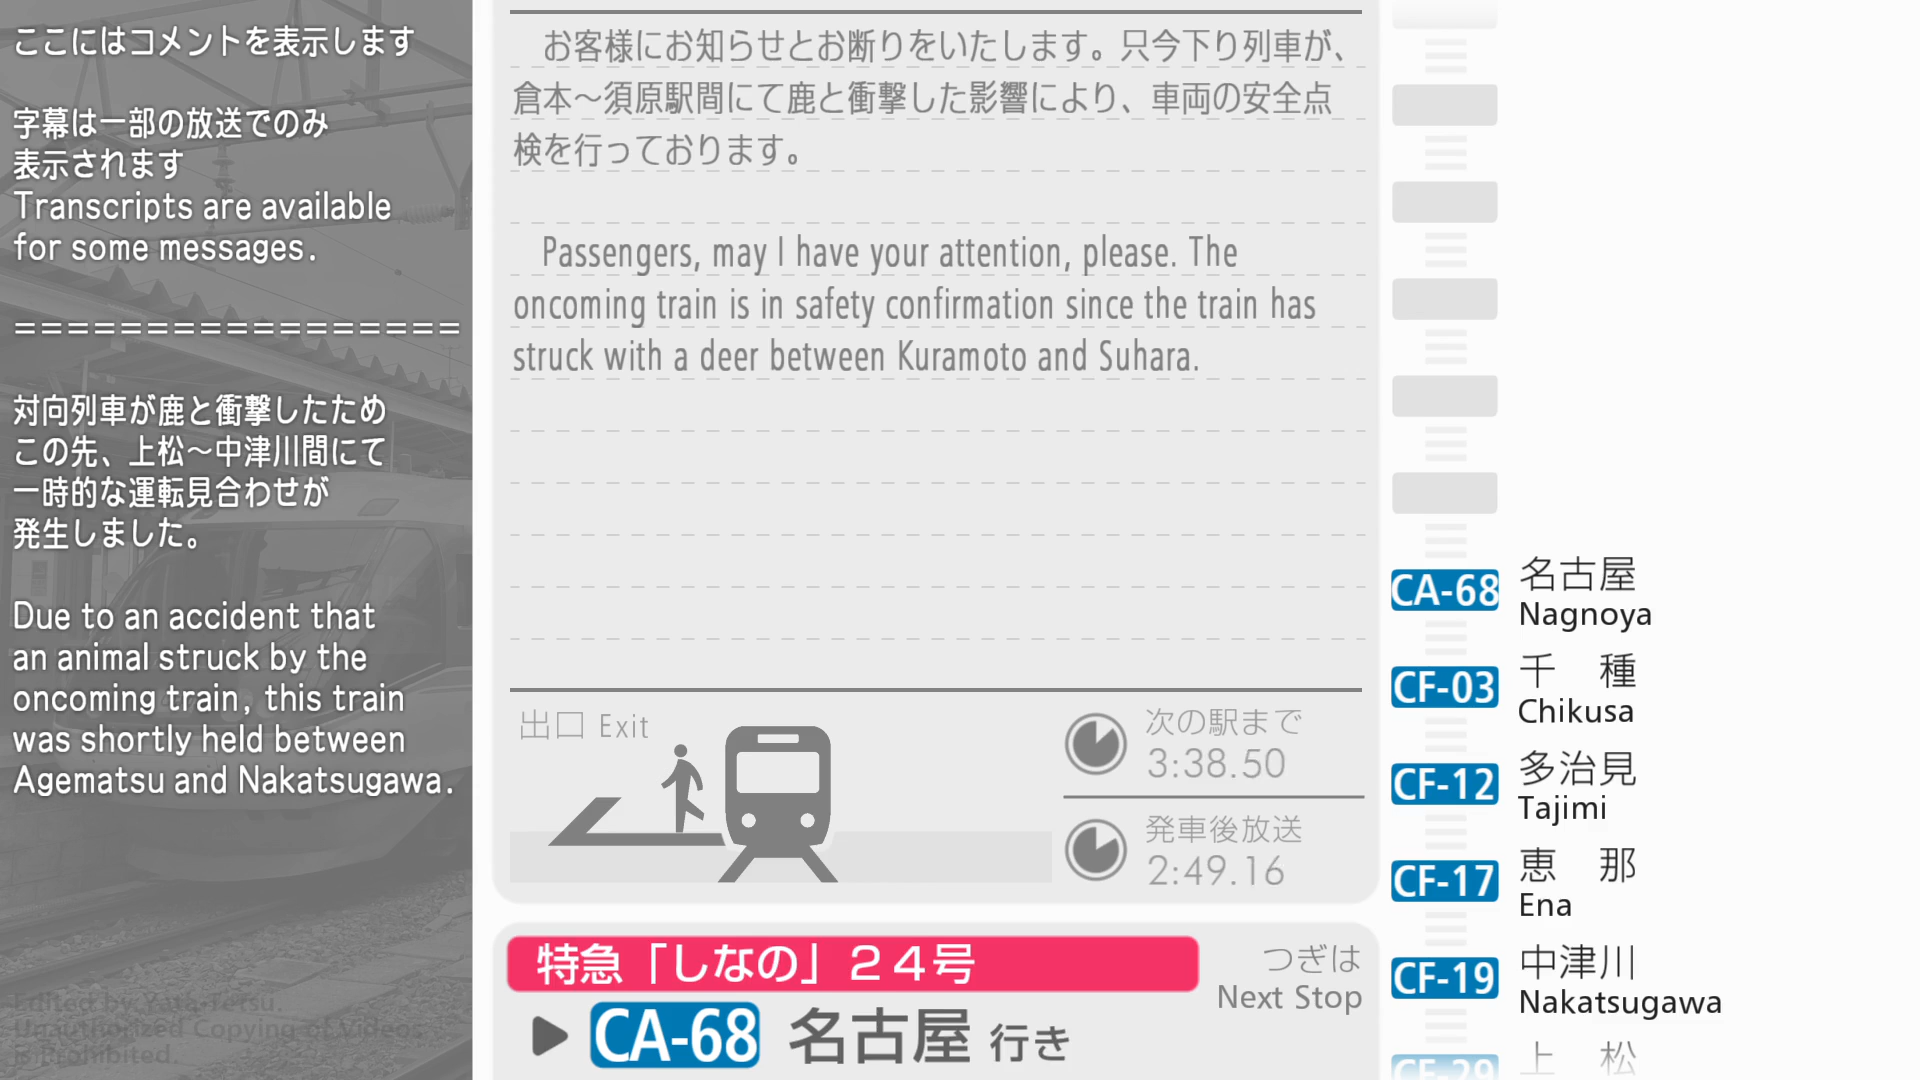 ここにはコメントを表示します
字幕は一部の放送でのみ
表示されます
Transcripts are available
for some messages.
=================
対向列車が鹿と衝撃したため
この先、上松～中津川間にて
一時的な運転見合わせが
発生しました。
Due to an accident that
an animal struck by the
oncoming train, this train
was shortly held between
Agematsu and Nakatsugawa.
Edited by Yata-Tetsu.
Unauthorized Copying of Videos
is Prohibited.
お客様にお知らせとお断りをいたします。只今下り列車が、
倉本～須原駅間にて鹿と衝撃した影響により、車両の安全点
検を行っております。
Passengers, may I have your attention, please. The
oncoming train is in safety confirmation since the train has
struck with a deer between Kuramoto and Suhara.
出口 Exit
次の駅まで
3:38.50
発車後放送
2:49.16
特急「しなの」２４号
つぎは
Next Stop
▶ CA-68 名古屋 行き
CA-68 名古屋
Nagnoya
CF-03 千　種
Chikusa
CF-12 多治見
Tajimi
CF-17 恵　那
Ena
CF-19 中津川
Nakatsugawa
CF-29 上　松